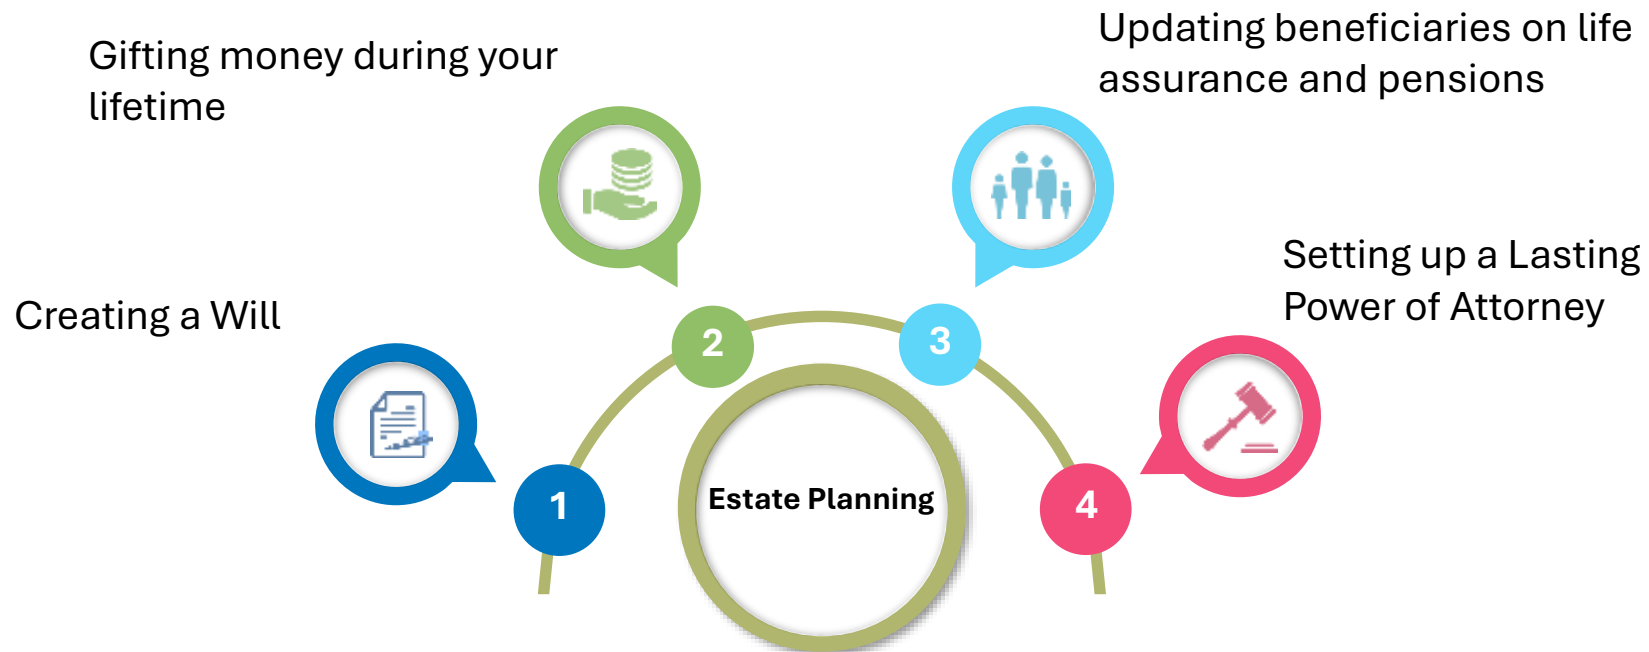 Creating a Will
1
Gifting money during your
lifetime
2
Updating beneficiaries on life
assurance and pensions
3
Setting up a Lasting
Power of Attorney
4
Estate Planning